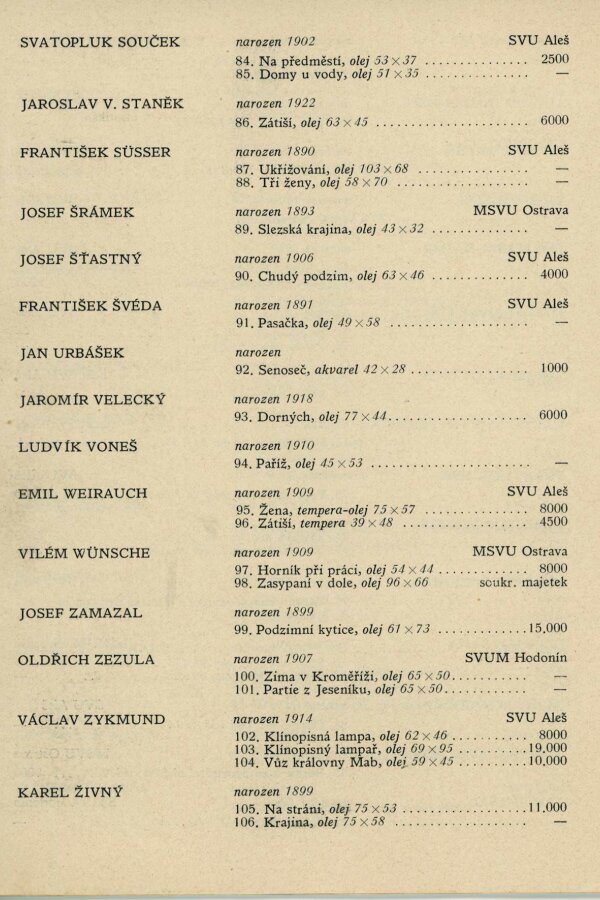 SVATOPLUK SOUČEK narozen 1902 SVU Aleš
84. Na předměstí, olej 53×37 ............... 2500
85. Domy u vody, olej 51×35 ............... —
JAROSLAV V. STANĚK narozen 1922
86. Zátiší, olej 63×45 ...................... 6000
FRANTIŠEK SÜSSER narozen 1890 SVU Aleš
87. Ukřižování, olej 103×68 ................. —
88. Tři ženy, olej 58×70 ................... —
JOSEF ŠRÁMEK narozen 1893 MSVU Ostrava
89. Slezská krajina, olej 43×32 .............. —
JOSEF ŠŤASTNÝ narozen 1906 SVU Aleš
90. Chudý podzim, olej 63×46 .............. 4000
FRANTIŠEK ŠVÉDA narozen 1891 SVU Aleš
91. Pasačka, olej 49×58 .................... —
JAN URBÁŠEK narozen
92. Senoseč, akvarel 42×28 ................. 1000
JAROMÍR VELECKÝ narozen 1918
93. Dorných, olej 77×44.................... 6000
LUDVÍK VONEŠ narozen 1910
94. Paříž, olej 45×53 ....................... —
EMIL WEIRAUCH narozen 1909 SVU Aleš
95. Žena, tempera-olej 75×57 ................ 8000
96. Zátiší, tempera 39×48 .................. 4500
VILÉM WÜNSCHE narozen 1909 MSVU Ostrava
97. Horník při práci, olej 54×44 ............. 8000
98. Zasypaní v dole, olej 96×66 soukr. majetek
JOSEF ZAMAZAL narozen 1899
99. Podzimní kytice, olej 61×73 .............15.000
OLDŘICH ZEZULA narozen 1907 SVUM Hodonín
100. Zima v Kroměříži, olej 65×50........... —
101. Partie z Jeseníku, olej 65×50............ —
VÁCLAV ZYKMUND narozen 1914 SVU Aleš
102. Klínopisná lampa, olej 62×46 ........... 8000
103. Klínopisný lampař, olej 69×95 ..........19.000
104. Vůz královny Mab, olej 59×45 ..........10.000
KAREL ŽIVNÝ narozen 1899
105. Na stráni, olej 75×53 ..................11.000
106. Krajina, olej 75×58 ................... —